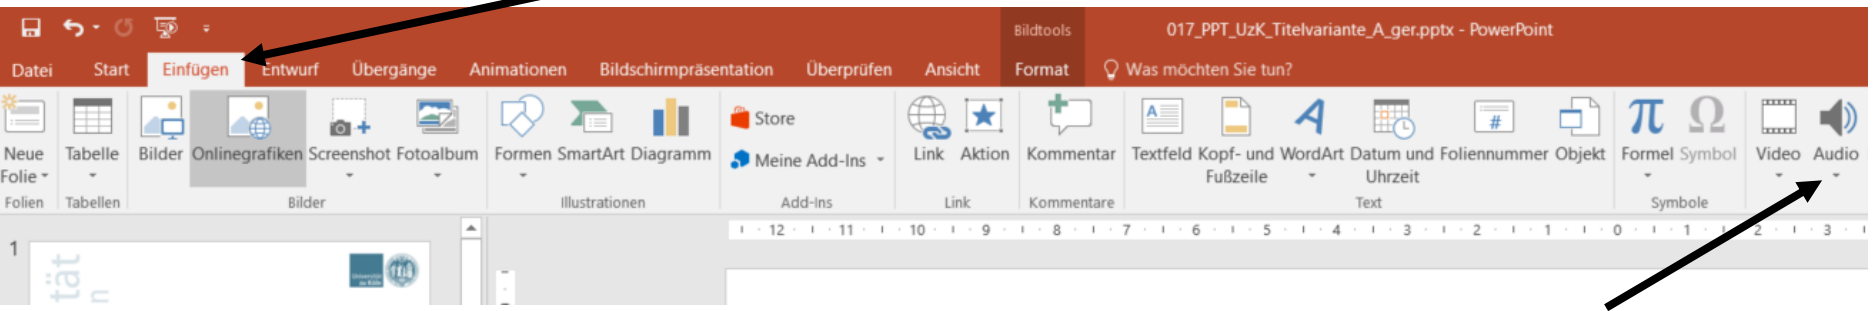 Bildtools
017_PPT_UzK_Titelvariante_A_ger.pptx - PowerPoint
Datei Start Einfügen Entwurf Übergänge Animationen Bildschirmpräsentation Überprüfen Ansicht Format Was möchten Sie tun?
Neue Folie
Tabelle
Bilder
Onlinegrafiken
Screenshot
Fotoalbum
Formen
SmartArt
Diagramm
Store
Meine Add-Ins
Link
Aktion
Kommentar
Textfeld
Kopf- und Fußzeile
WordArt
Datum und Uhrzeit
Foliennummer
Objekt
π
Formel
Ω
Symbol
Video
Audio
Folien Tabellen Bilder Illustrationen Add-Ins Link Kommentare Text Symbole
12 11 10 9 8 7 6 5 4 3 2 1 0 1 2 3
1
tät
n
Universität
zu Köln